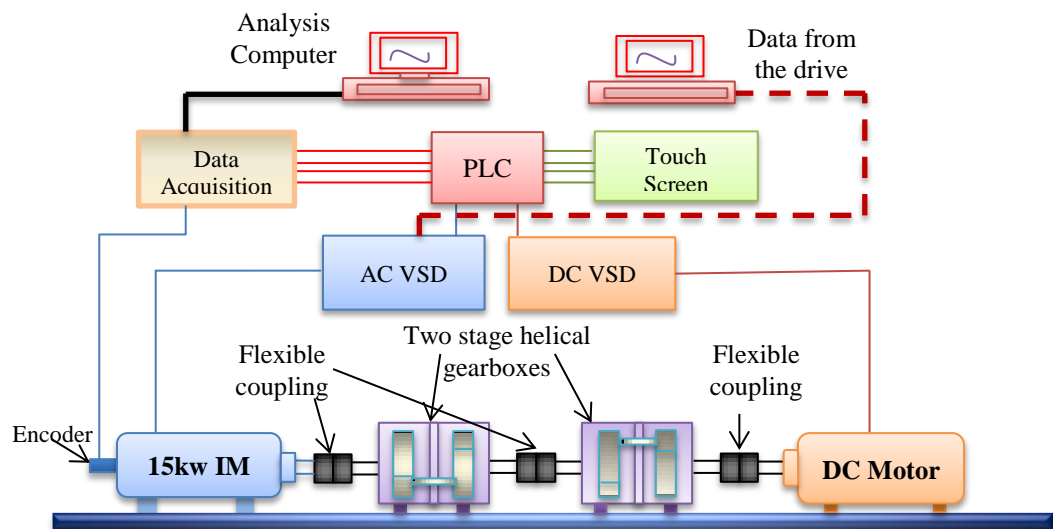 Analysis
Computer
Data from
the drive
Data
Acquisition
PLC
Touch
Screen
AC VSD
DC VSD
Two stage helical
gearboxes
Flexible
coupling
Flexible
coupling
Encoder
15kw IM
DC Motor